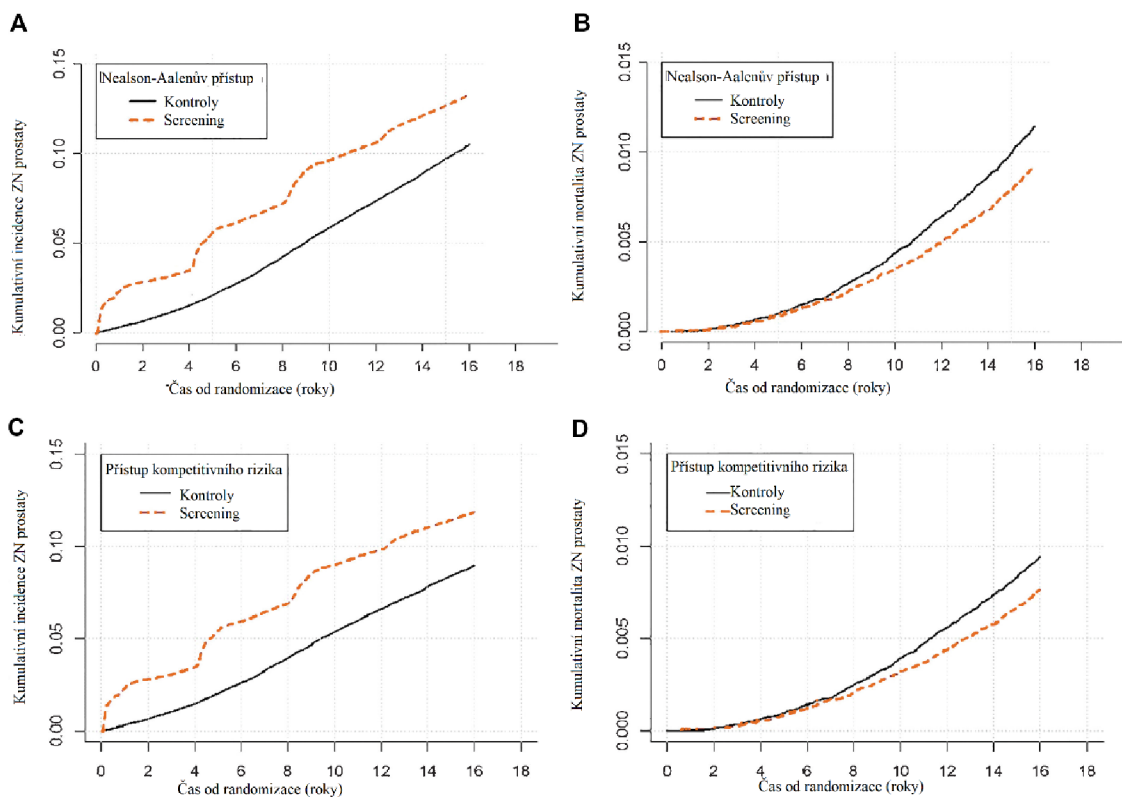 A
Kumulativní incidence ZN prostaty
0.15
0.10
0.05
0.00
Nealson-Aalenův přístup
Kontroly
Screening
0 2 4 6 8 10 12 14 16 18
Čas od randomizace (roky)
B
Kumulativní mortalita ZN prostaty
0.015
0.010
0.005
0.000
Nealson-Aalenův přístup
Kontroly
Screening
0 2 4 6 8 10 12 14 16 18
Čas od randomizace (roky)
C
Kumulativní incidence ZN prostaty
0.15
0.10
0.05
0.00
Přístup kompetitivního rizika
Kontroly
Screening
0 2 4 6 8 10 12 14 16 18
Čas od randomizace (roky)
D
Kumulativní mortalita ZN prostaty
0.015
0.010
0.005
0.000
Přístup kompetitivního rizika
Kontroly
Screening
0 2 4 6 8 10 12 14 16 18
Čas od randomizace (roky)